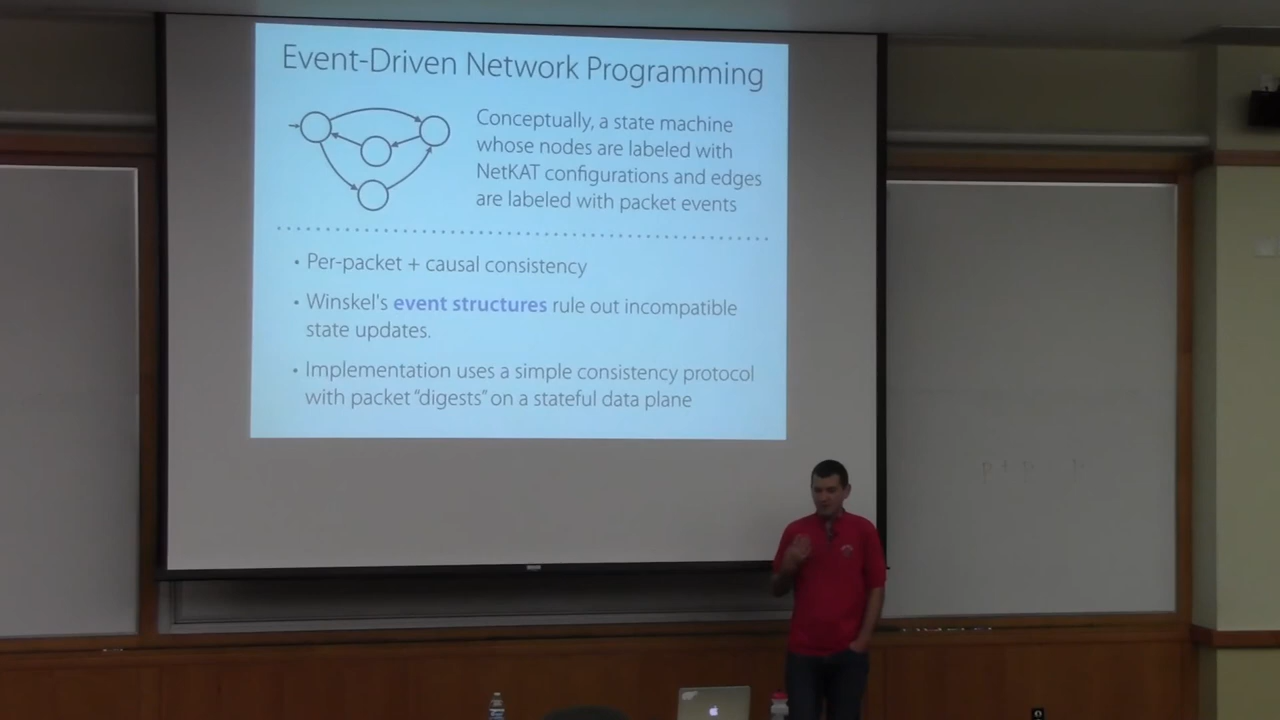 Event-Driven Network Programming
Conceptually, a state machine
whose nodes are labeled with
NetKAT configurations and edges
are labeled with packet events
• Per-packet + causal consistency
• Winskel's event structures rule out incompatible
state updates.
• Implementation uses a simple consistency protocol
with packet "digests" on a stateful data plane